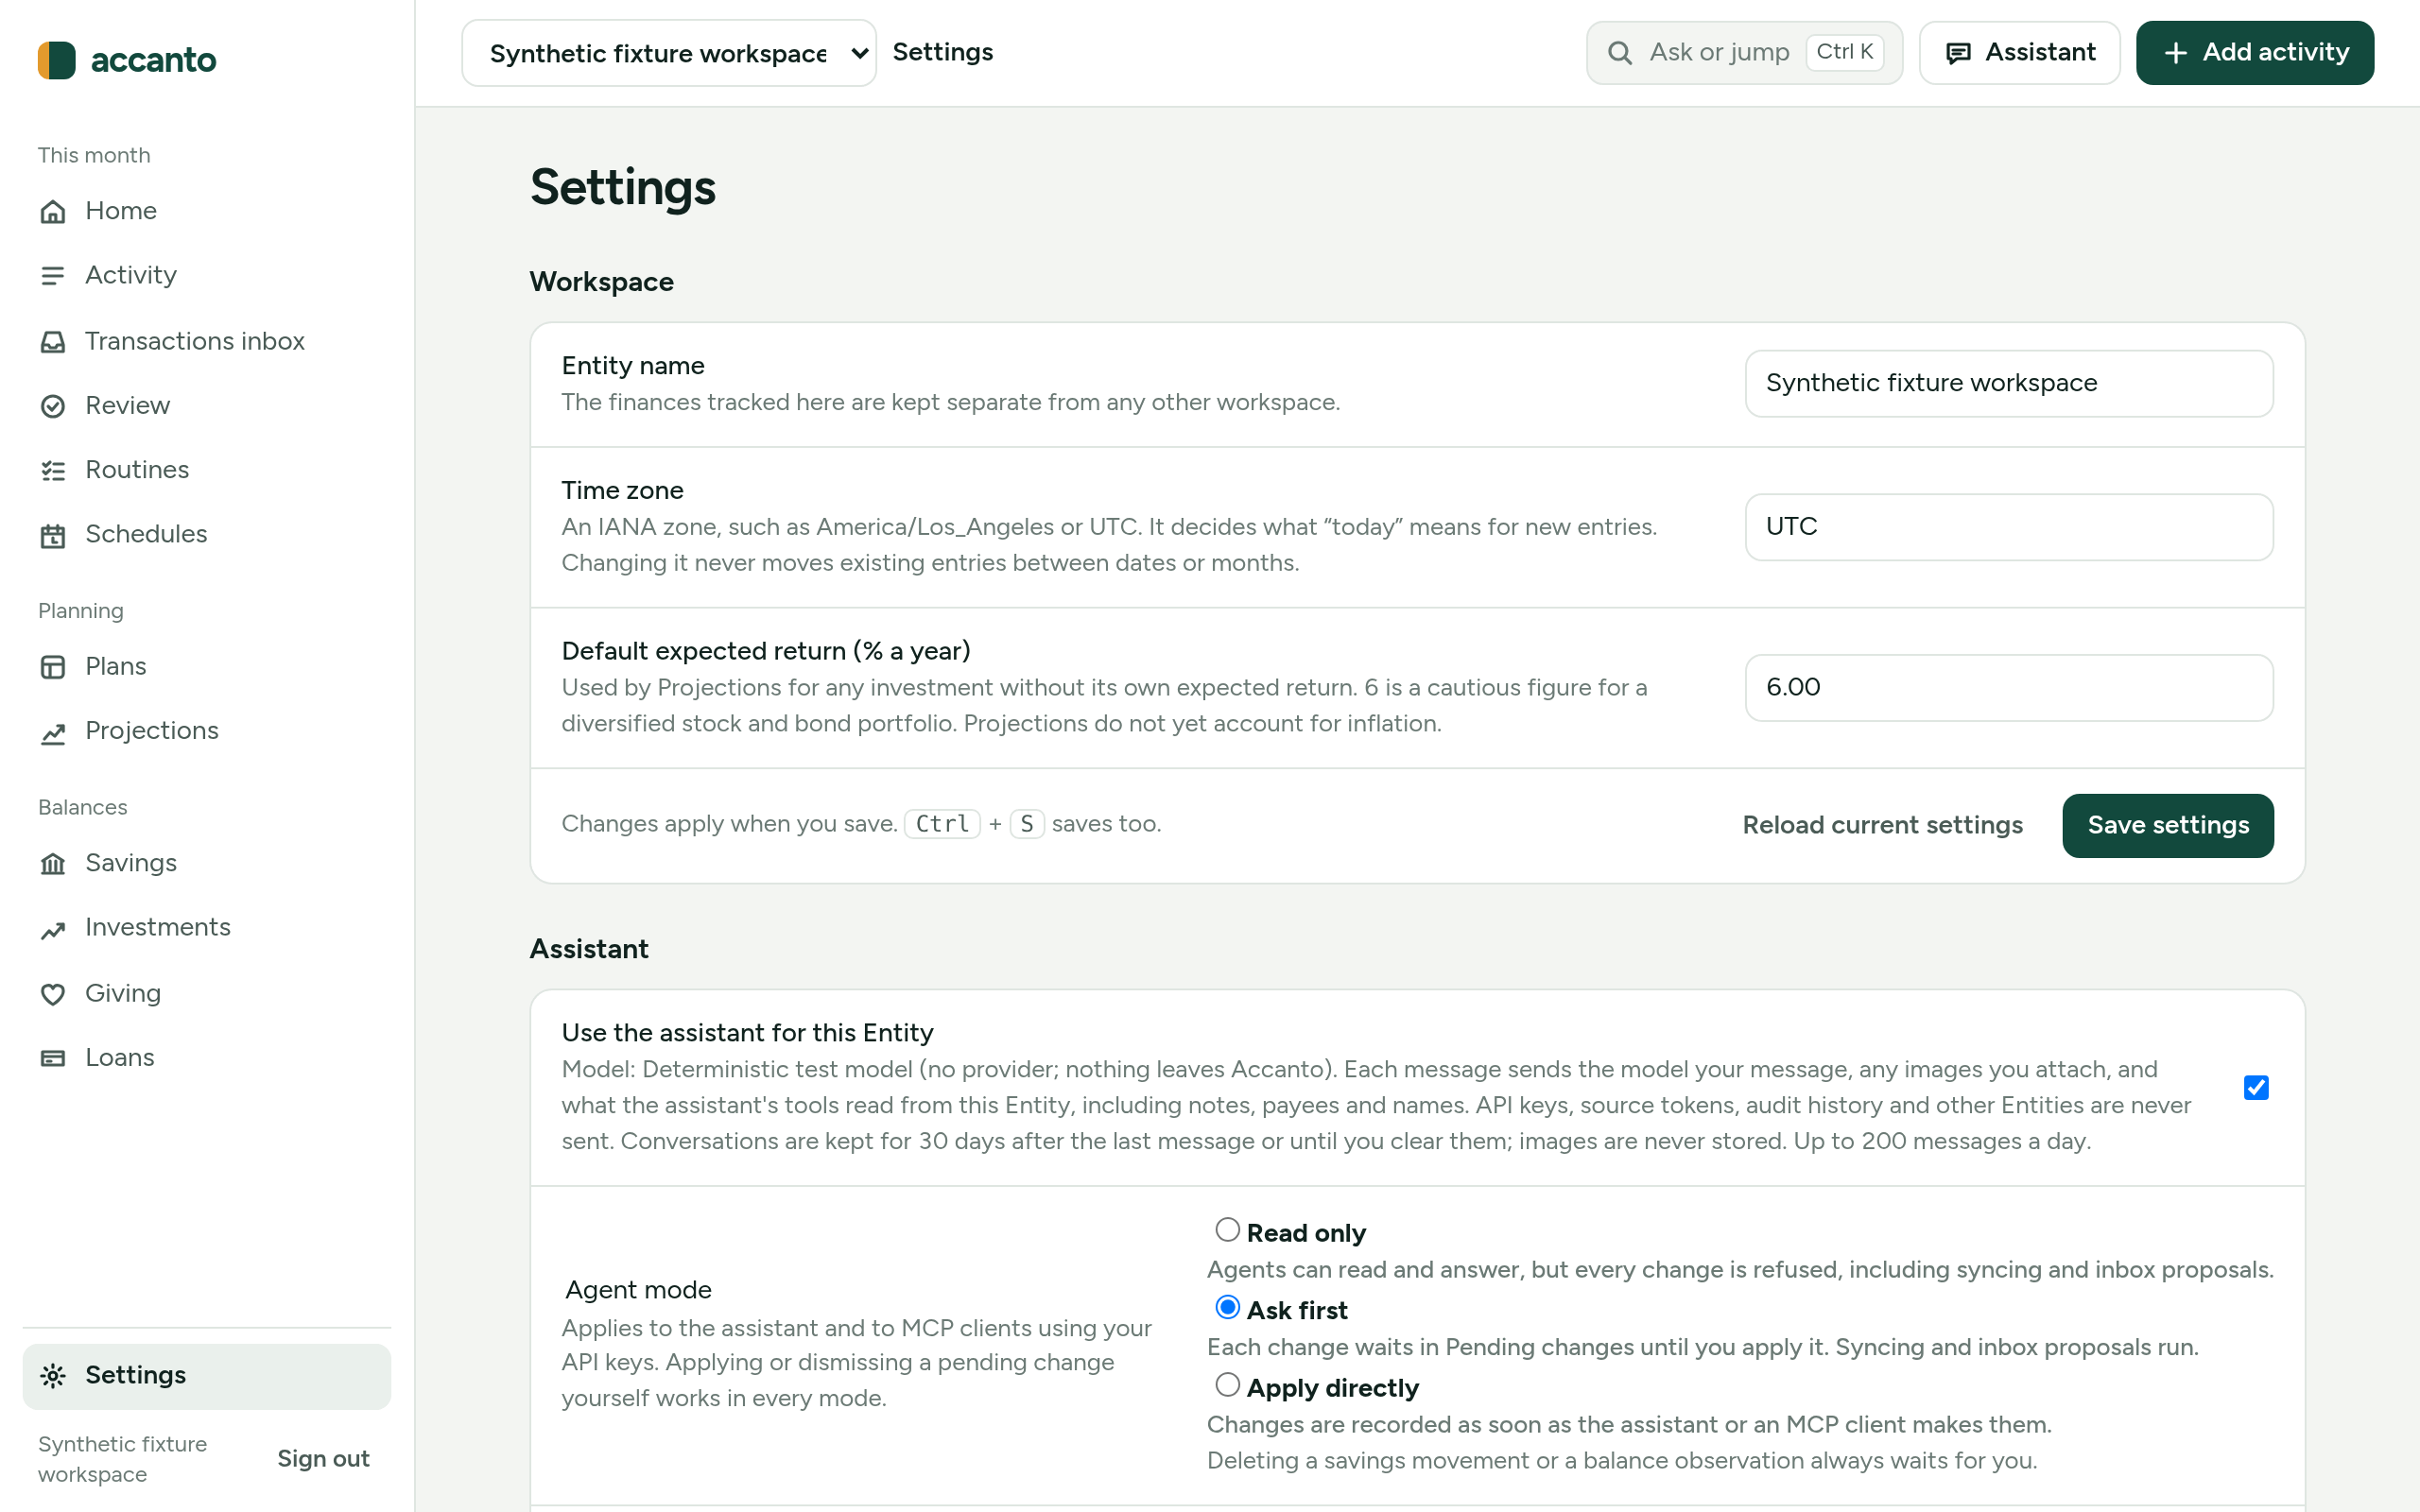 accanto
This month
Home
Activity
Transactions inbox
Review
Routines
Schedules
Planning
Plans
Projections
Balances
Savings
Investments
Giving
Loans
Settings
Synthetic fixture
workspace
Sign out
Synthetic fixture workspace
Settings
Ask or jump
Ctrl K
Assistant
Add activity
Settings
Workspace
Entity name
The finances tracked here are kept separate from any other workspace.
Synthetic fixture workspace
Time zone
An IANA zone, such as America/Los_Angeles or UTC. It decides what “today” means for new entries.
Changing it never moves existing entries between dates or months.
UTC
Default expected return (% a year)
Used by Projections for any investment without its own expected return. 6 is a cautious figure for a
diversified stock and bond portfolio. Projections do not yet account for inflation.
6.00
Changes apply when you save. Ctrl + S saves too.
Reload current settings
Save settings
Assistant
Use the assistant for this Entity
Model: Deterministic test model (no provider; nothing leaves Accanto). Each message sends the model your message, any images you attach, and
what the assistant's tools read from this Entity, including notes, payees and names. API keys, source tokens, audit history and other Entities are never
sent. Conversations are kept for 30 days after the last message or until you clear them; images are never stored. Up to 200 messages a day.
Agent mode
Applies to the assistant and to MCP clients using your
API keys. Applying or dismissing a pending change
yourself works in every mode.
Read only
Agents can read and answer, but every change is refused, including syncing and inbox proposals.
Ask first
Each change waits in Pending changes until you apply it. Syncing and inbox proposals run.
Apply directly
Changes are recorded as soon as the assistant or an MCP client makes them.
Deleting a savings movement or a balance observation always waits for you.